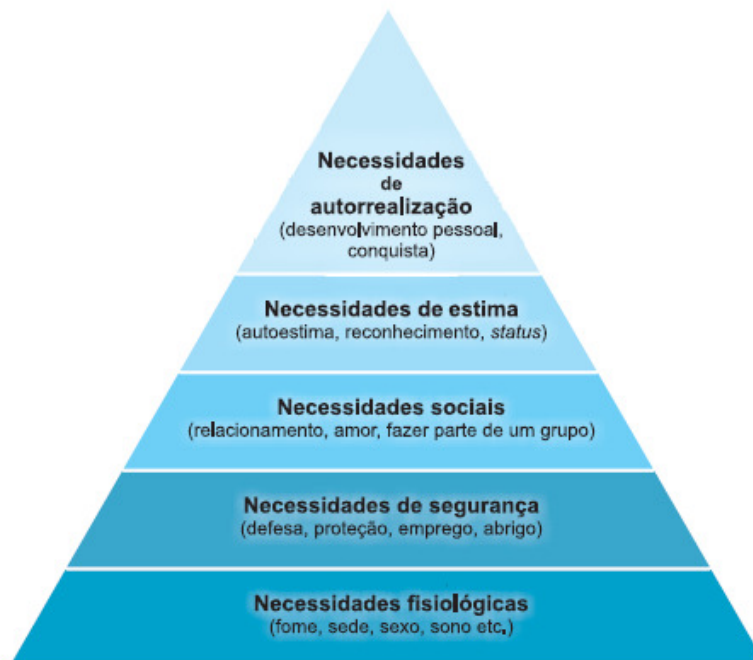 Necessidades
de
autorrealização
(desenvolvimento pessoal,
conquista)
Necessidades de estima
(autoestima, reconhecimento, status)
Necessidades sociais
(relacionamento, amor, fazer parte de um grupo)
Necessidades de segurança
(defesa, proteção, emprego, abrigo)
Necessidades fisiológicas
(fome, sede, sexo, sono etc.)